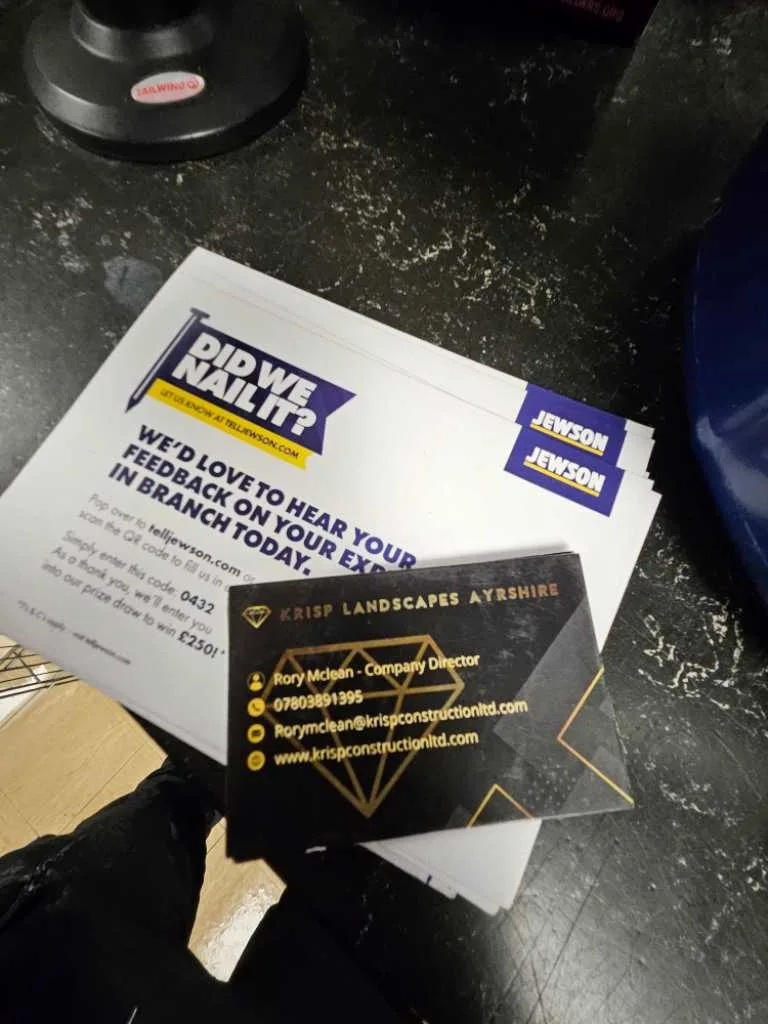 TAILWIND
DID WE
NAIL IT?
LET US KNOW AT TELLJEWSON.COM
JEWSON
JEWSON
WE'D LOVE TO HEAR YOUR
FEEDBACK ON YOUR
IN BRANCH TODAY.
Pop over to telljewson.com or
scan the QR code to fill us in
Simply enter this code: 0432
As a thank you, we'll enter you
into our prize draw to win £250!*
KRISP LANDSCAPES AYRSHIRE
Rory Mclean - Company Director
07803891395
Rorymclean@krispconstructionltd.com
www.krispconstructionltd.com